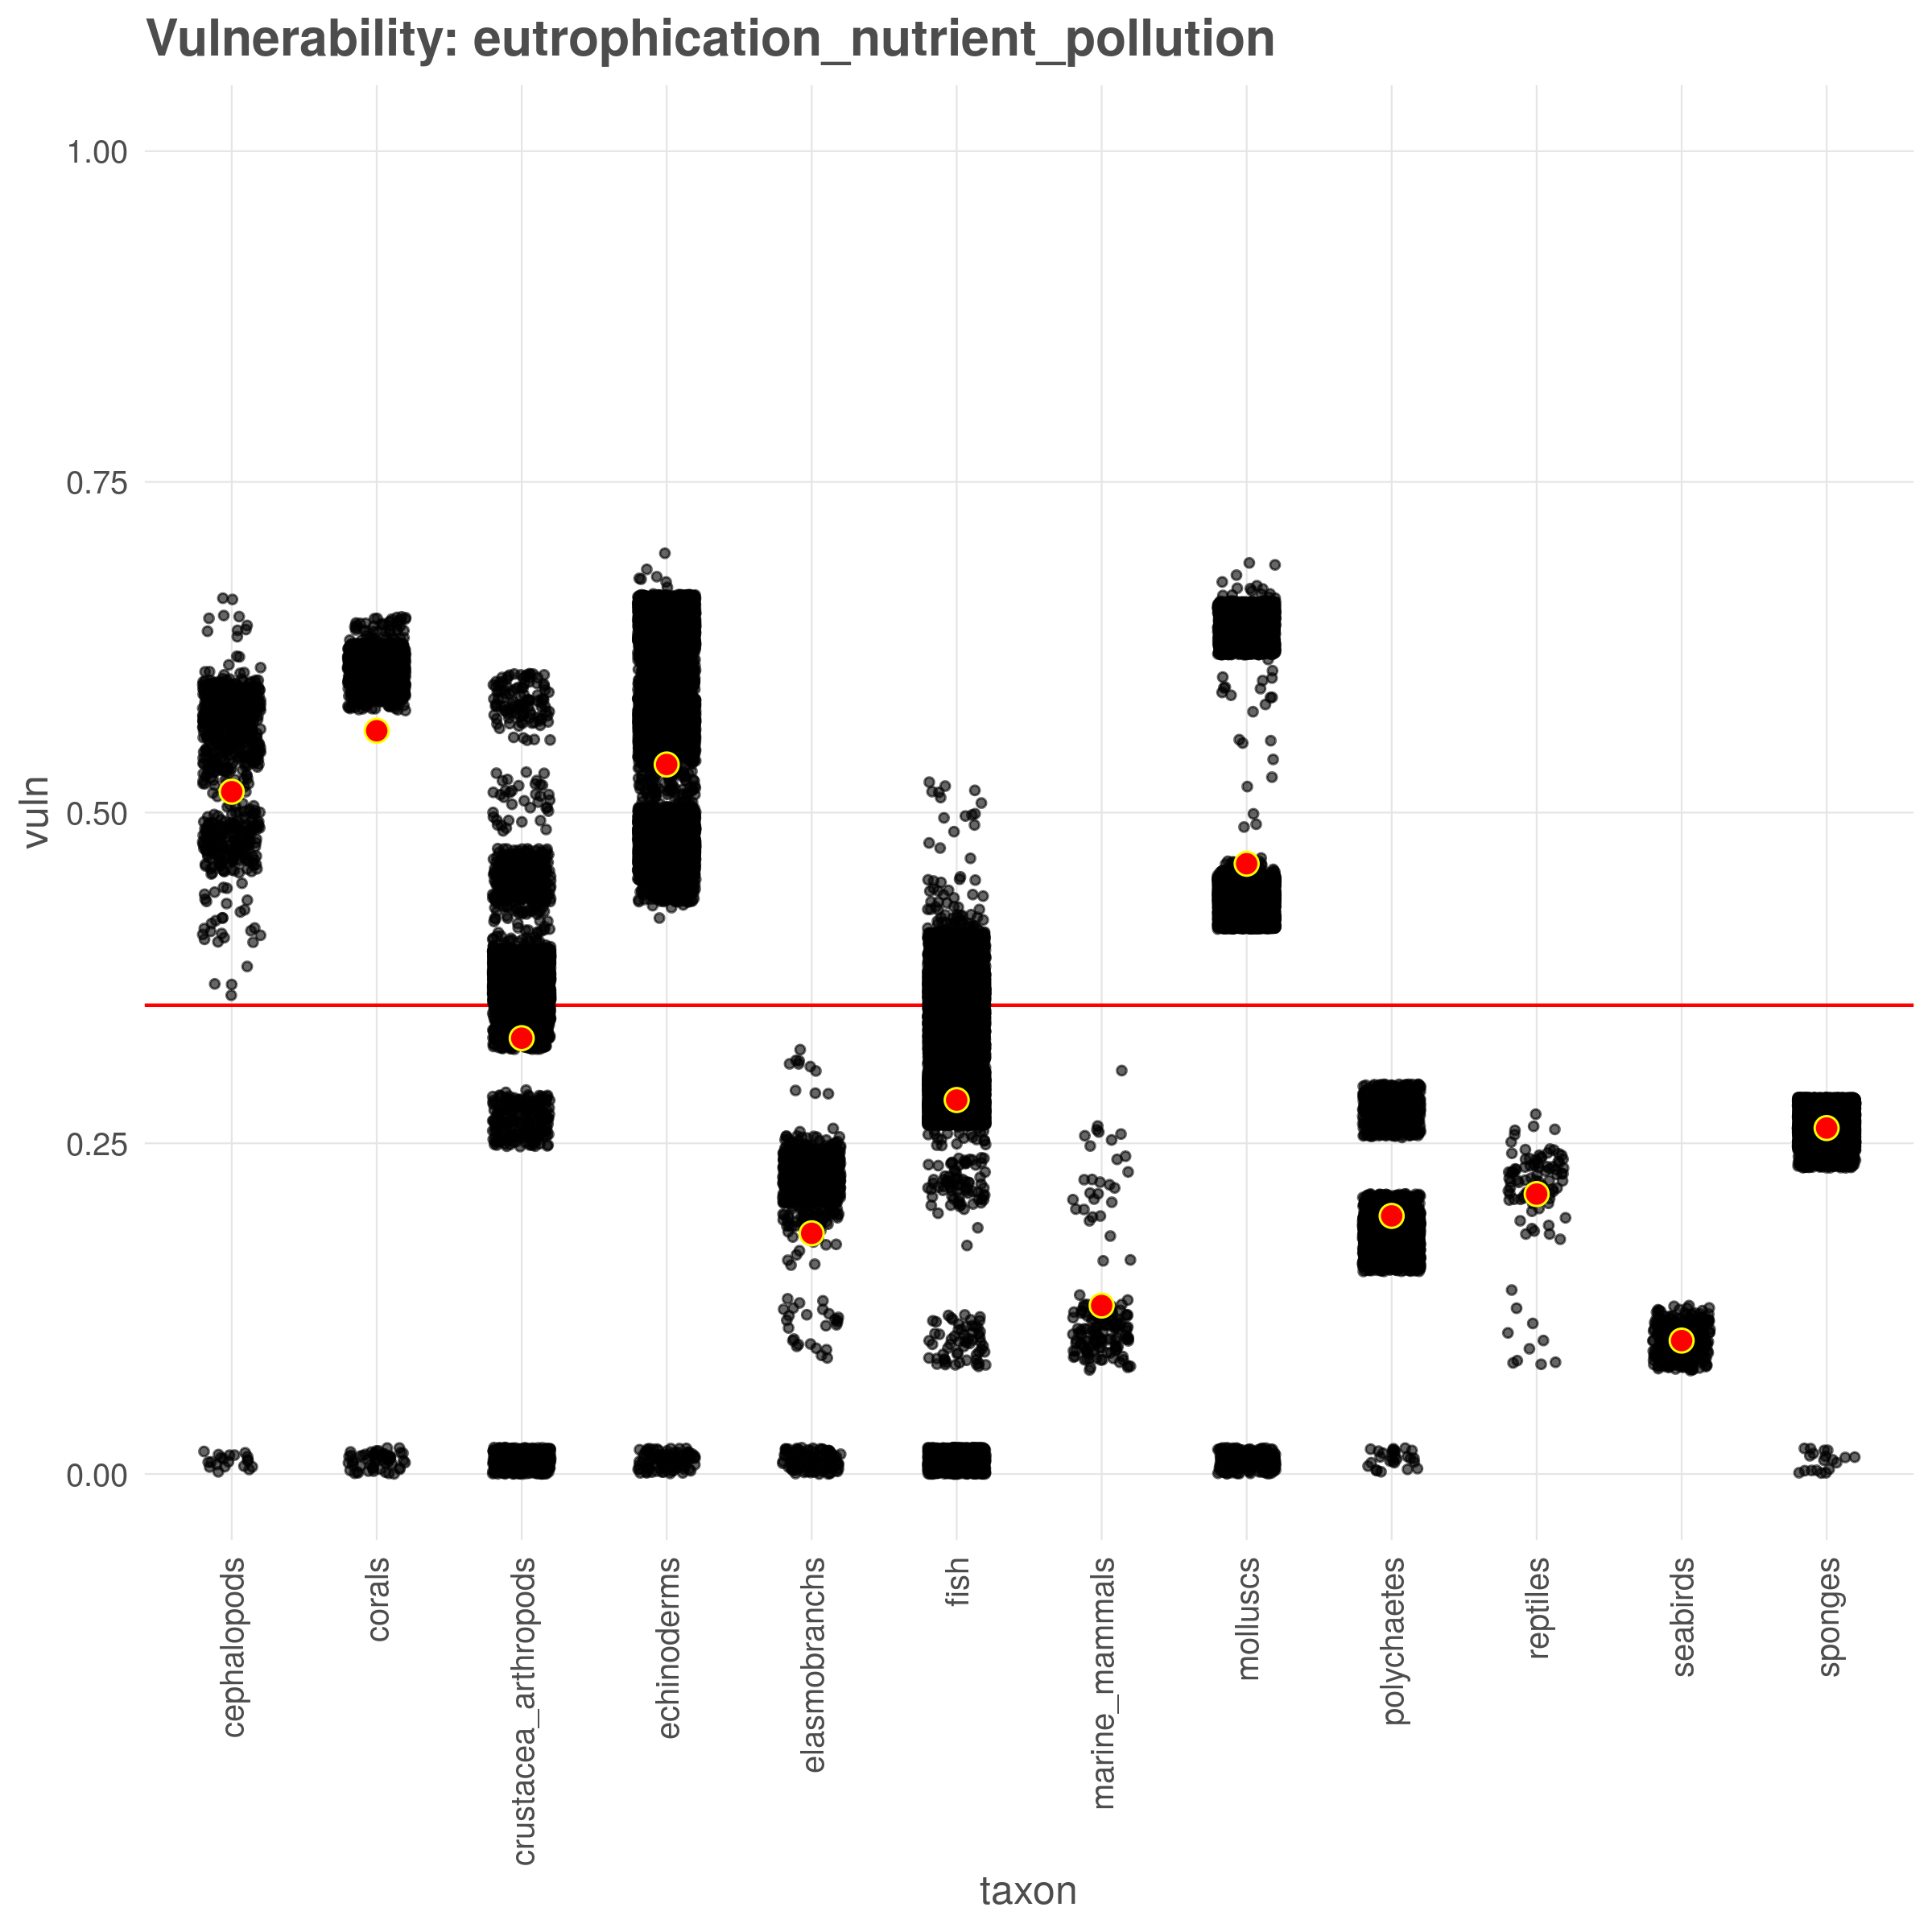 Vulnerability: eutrophication_nutrient_pollution
1.00
0.75
0.50
0.25
0.00
vuln
cephalopods
corals
crustacea_arthropods
echinoderms
elasmobranchs
fish
marine_mammals
molluscs
polychaetes
reptiles
seabirds
sponges
taxon